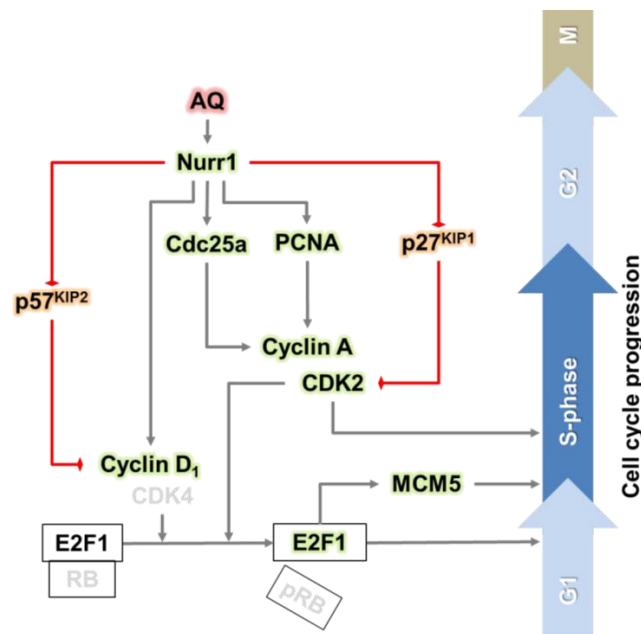 M
AQ
Nurr1
G2
Cdc25a
PCNA
p27KIP1
p57KIP2
Cyclin A
CDK2
S-phase
Cell cycle progression
Cyclin D1
CDK4
MCM5
E2F1
E2F1
RB
pRB
G1